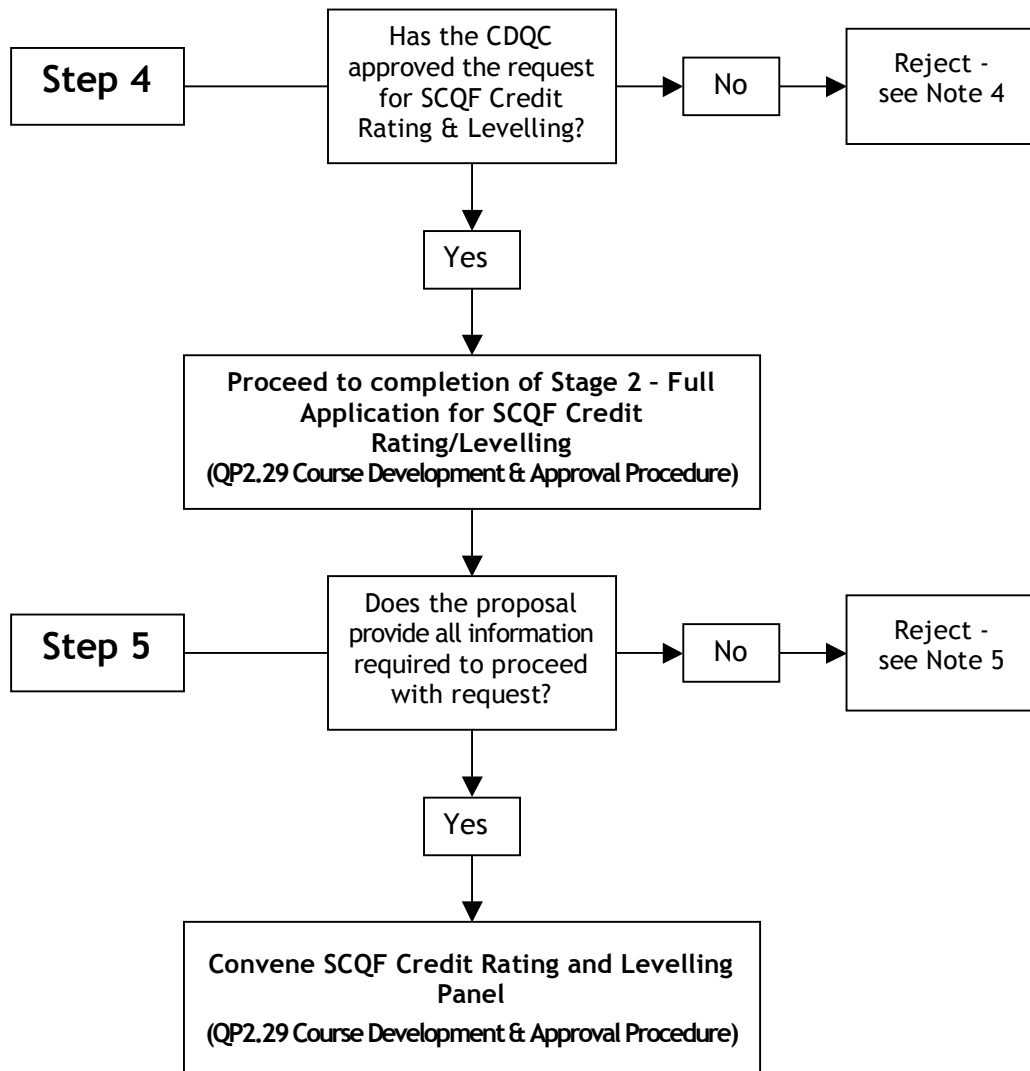 Step 4
Has the CDQC
approved the request
for SCQF Credit
Rating & Levelling?
No
Reject -
see Note 4
Yes
Proceed to completion of Stage 2 – Full
Application for SCQF Credit
Rating/Levelling
(QP2.29 Course Development & Approval Procedure)
Step 5
Does the proposal
provide all information
required to proceed
with request?
No
Reject -
see Note 5
Yes
Convene SCQF Credit Rating and Levelling
Panel
(QP2.29 Course Development & Approval Procedure)